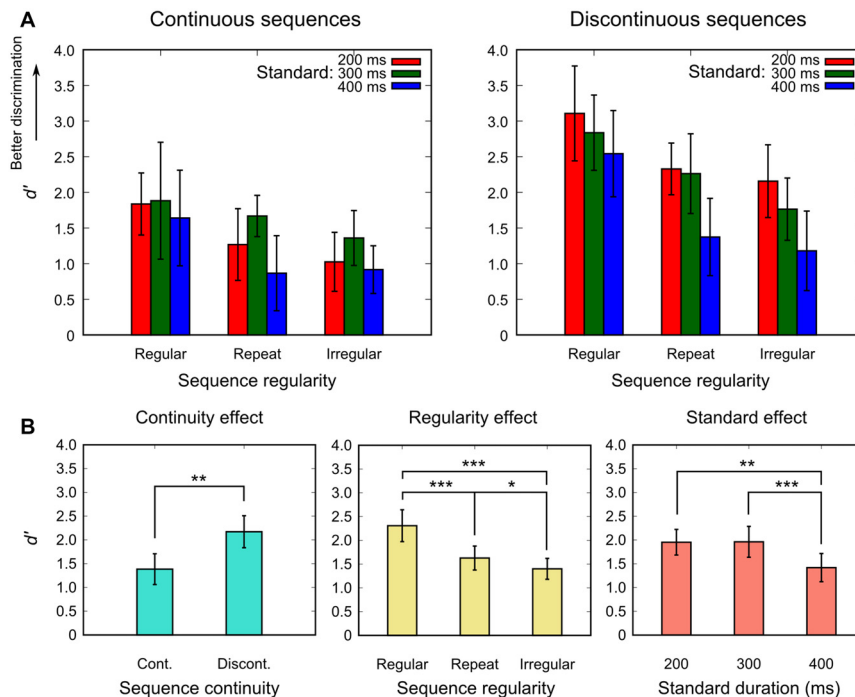 A
Continuous sequences
Discontinuous sequences
Better discrimination
d'
4.0
3.5
3.0
2.5
2.0
1.5
1.0
0.5
0
200 ms
Standard: 300 ms
400 ms
Regular Repeat Irregular
Sequence regularity
4.0
3.5
3.0
2.5
2.0
1.5
1.0
0.5
0
200 ms
Standard: 300 ms
400 ms
Regular Repeat Irregular
Sequence regularity
B
Continuity effect
d'
4.0
3.5
3.0
2.5
2.0
1.5
1.0
0.5
0
**
Cont. Discont.
Sequence continuity
Regularity effect
4.0
3.5
3.0
2.5
2.0
1.5
1.0
0.5
0
***
*** *
Regular Repeat Irregular
Sequence regularity
Standard effect
4.0
3.5
3.0
2.5
2.0
1.5
1.0
0.5
0
**
***
200 300 400
Standard duration (ms)